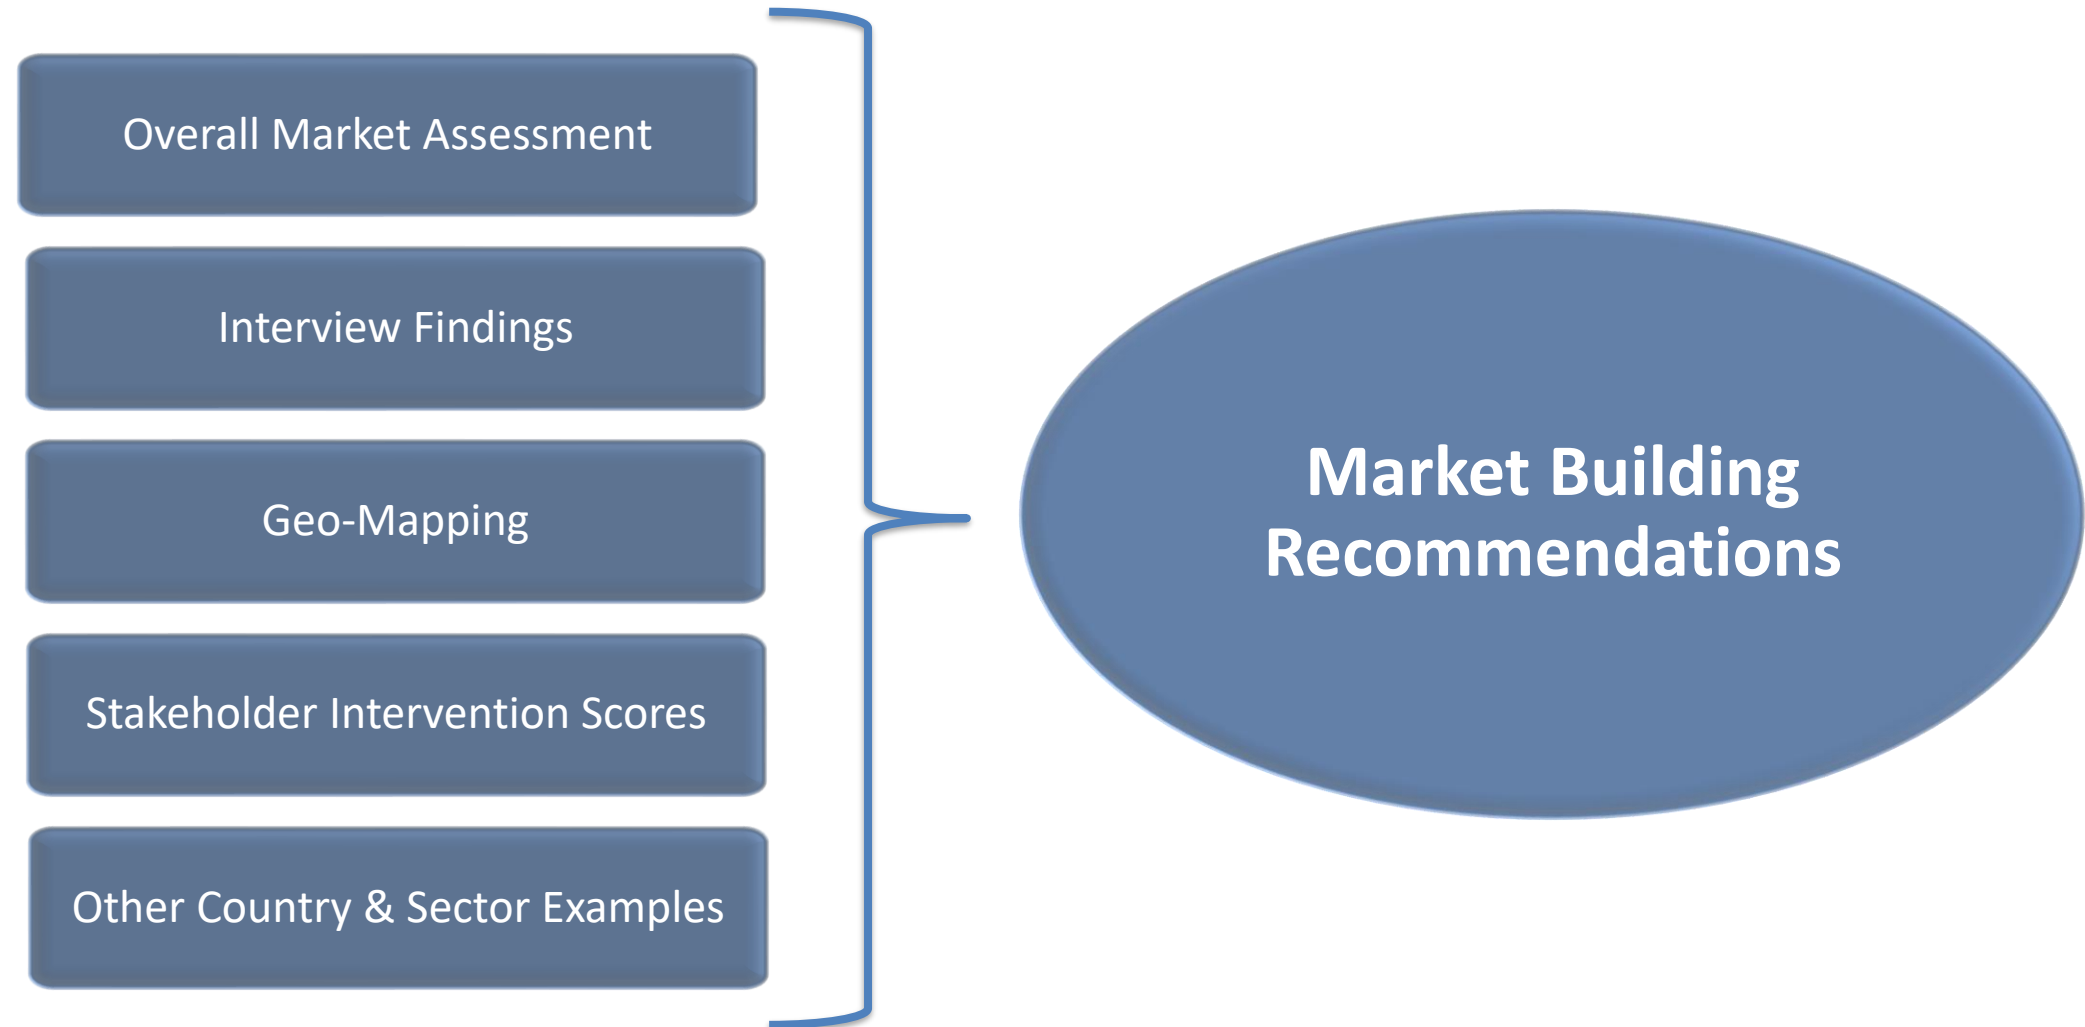 Overall Market Assessment
Interview Findings
Geo-Mapping
Stakeholder Intervention Scores
Other Country & Sector Examples
Market Building
Recommendations